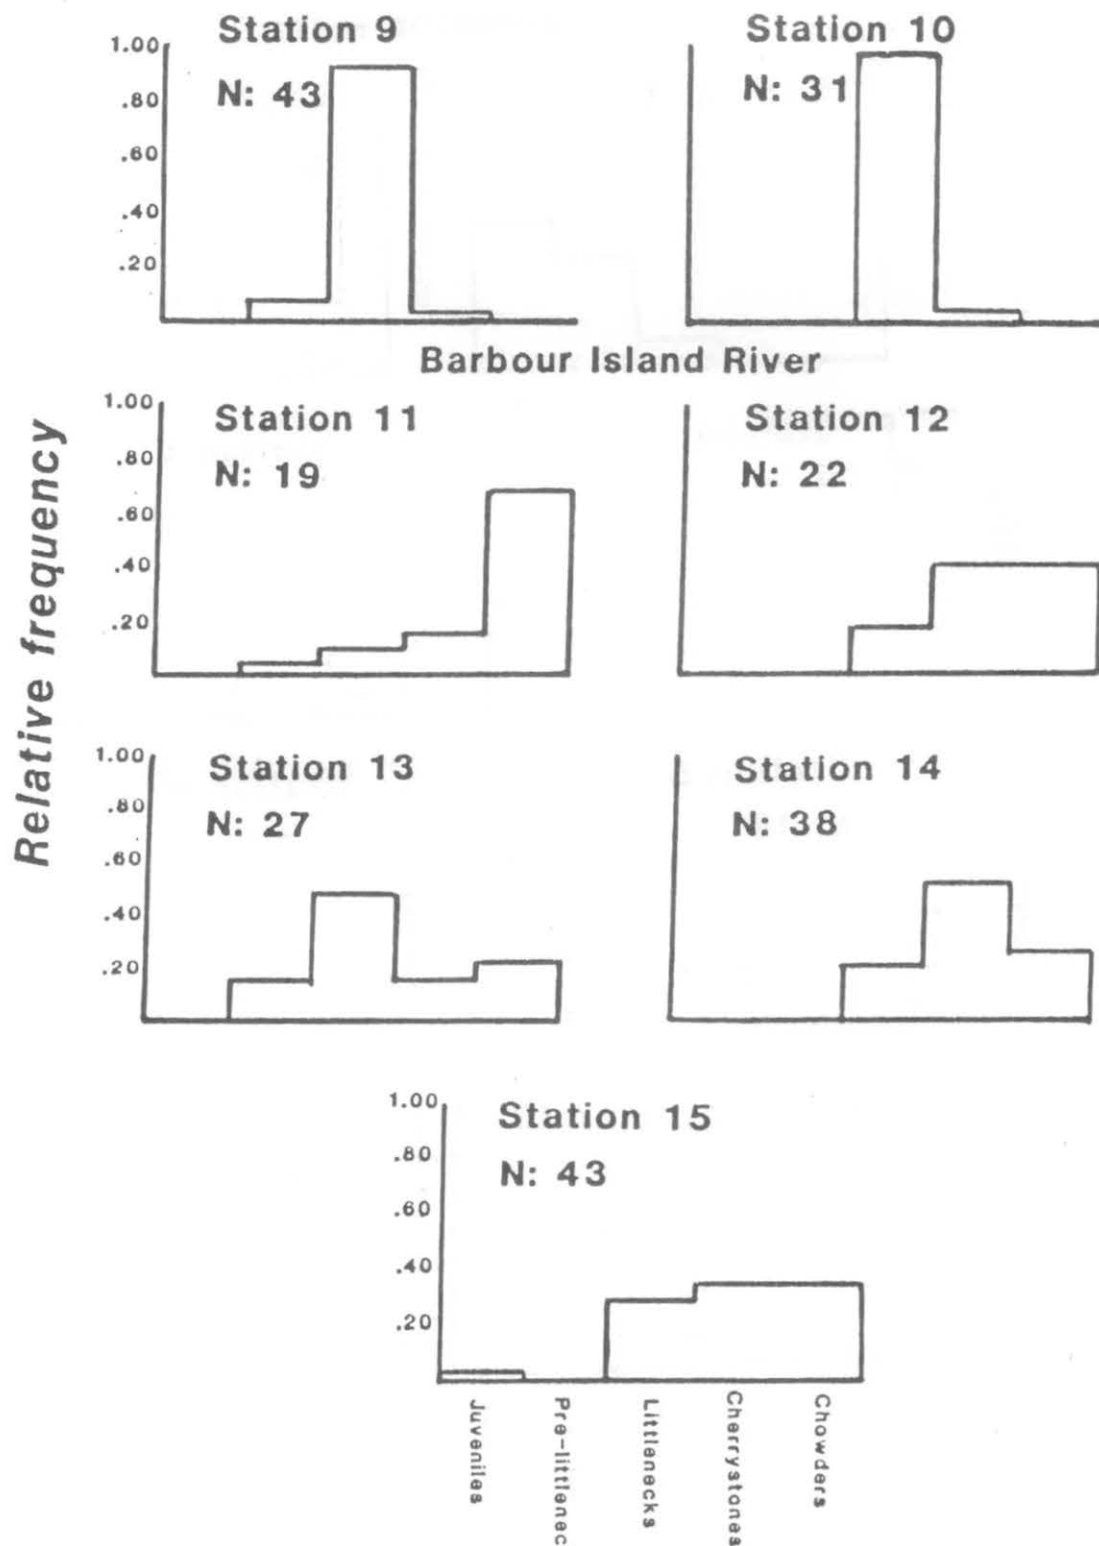 Station 9
Station 10
1.00
N: 43
N: 31
.80
.60
.40
.20
Barbour Island River
Relative frequency
1.00
Station 11
Station 12
.80
N: 19
N: 22
.60
.40
.20
1.00
Station 13
Station 14
.80
N: 27
N: 38
.60
.40
.20
1.00
Station 15
.80
N: 43
.60
.40
.20
Juveniles
Pre-littlenec
Littlenecks
Cherrystones
Chowders